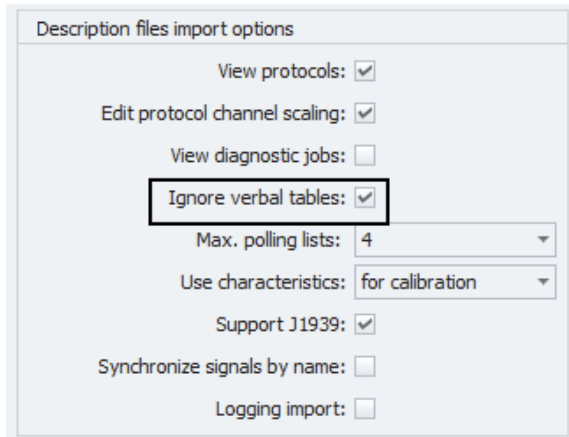 Description files import options
View protocols:
Edit protocol channel scaling:
View diagnostic jobs:
Ignore verbal tables:
Max. polling lists: 4
Use characteristics: for calibration
Support J1939:
Synchronize signals by name:
Logging import: